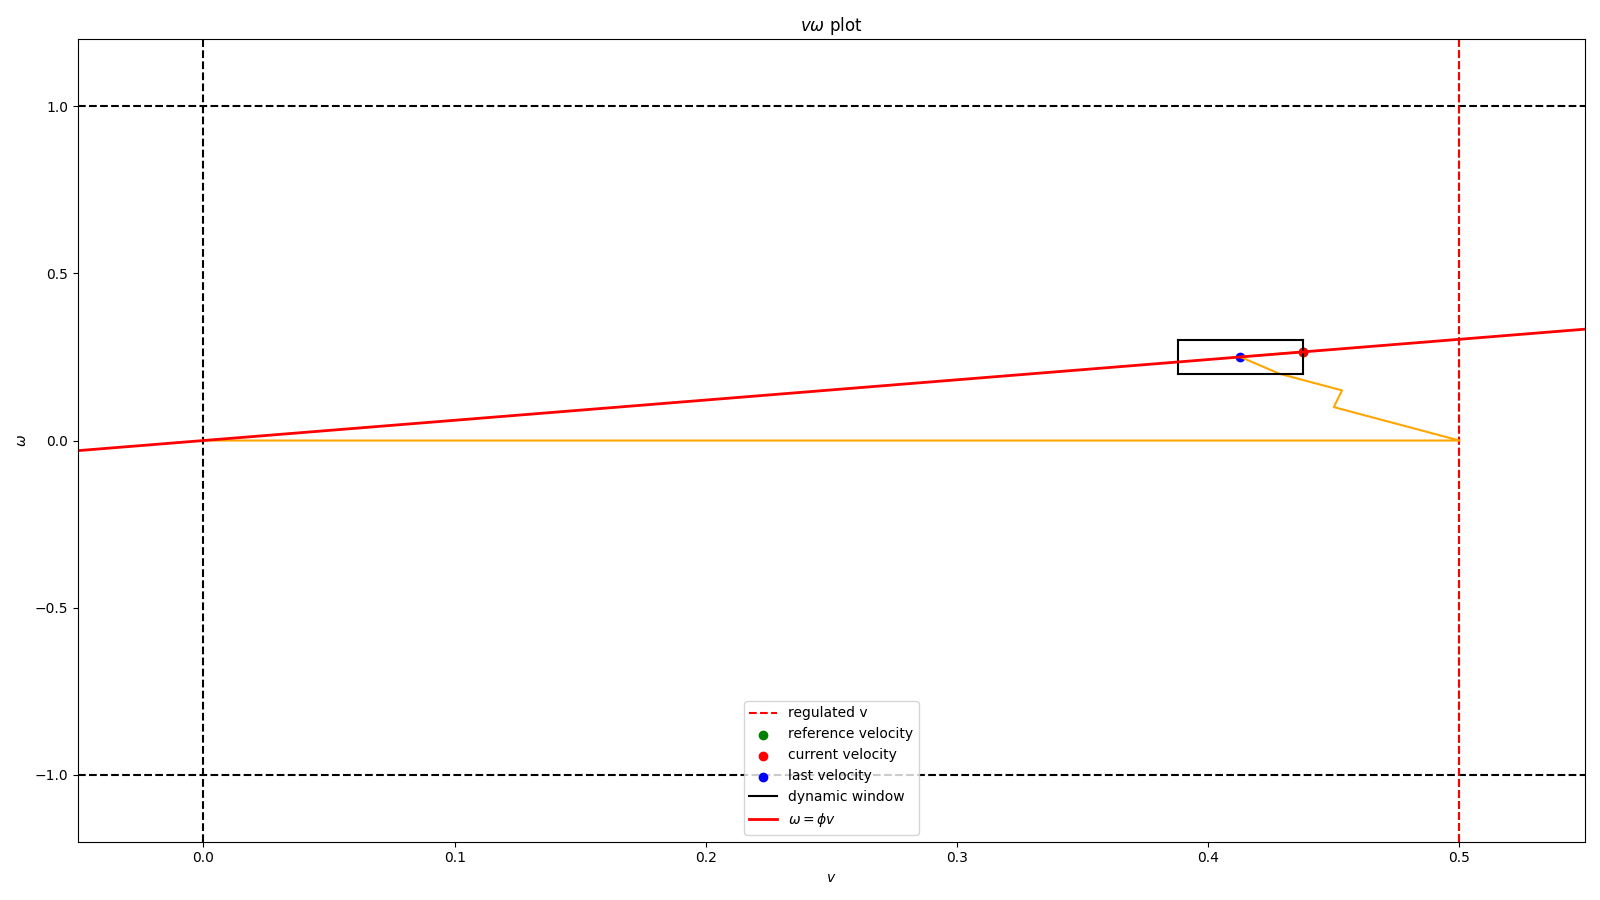 vω plot
1.0
0.5
0.0
−0.5
−1.0
ω
regulated v
reference velocity
current velocity
last velocity
dynamic window
ω = ϕv
0.0 0.1 0.2 0.3 0.4 0.5
v